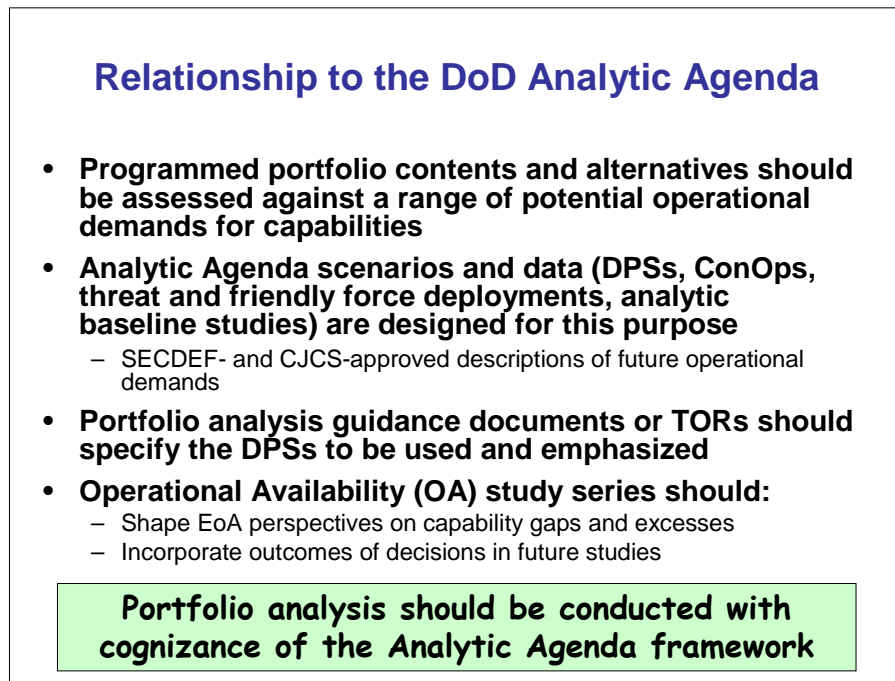 Relationship to the DoD Analytic Agenda
• Programmed portfolio contents and alternatives should
be assessed against a range of potential operational
demands for capabilities
• Analytic Agenda scenarios and data (DPSs, ConOps,
threat and friendly force deployments, analytic
baseline studies) are designed for this purpose
– SECDEF- and CJCS-approved descriptions of future operational
demands
• Portfolio analysis guidance documents or TORs should
specify the DPSs to be used and emphasized
• Operational Availability (OA) study series should:
– Shape EoA perspectives on capability gaps and excesses
– Incorporate outcomes of decisions in future studies
Portfolio analysis should be conducted with
cognizance of the Analytic Agenda framework